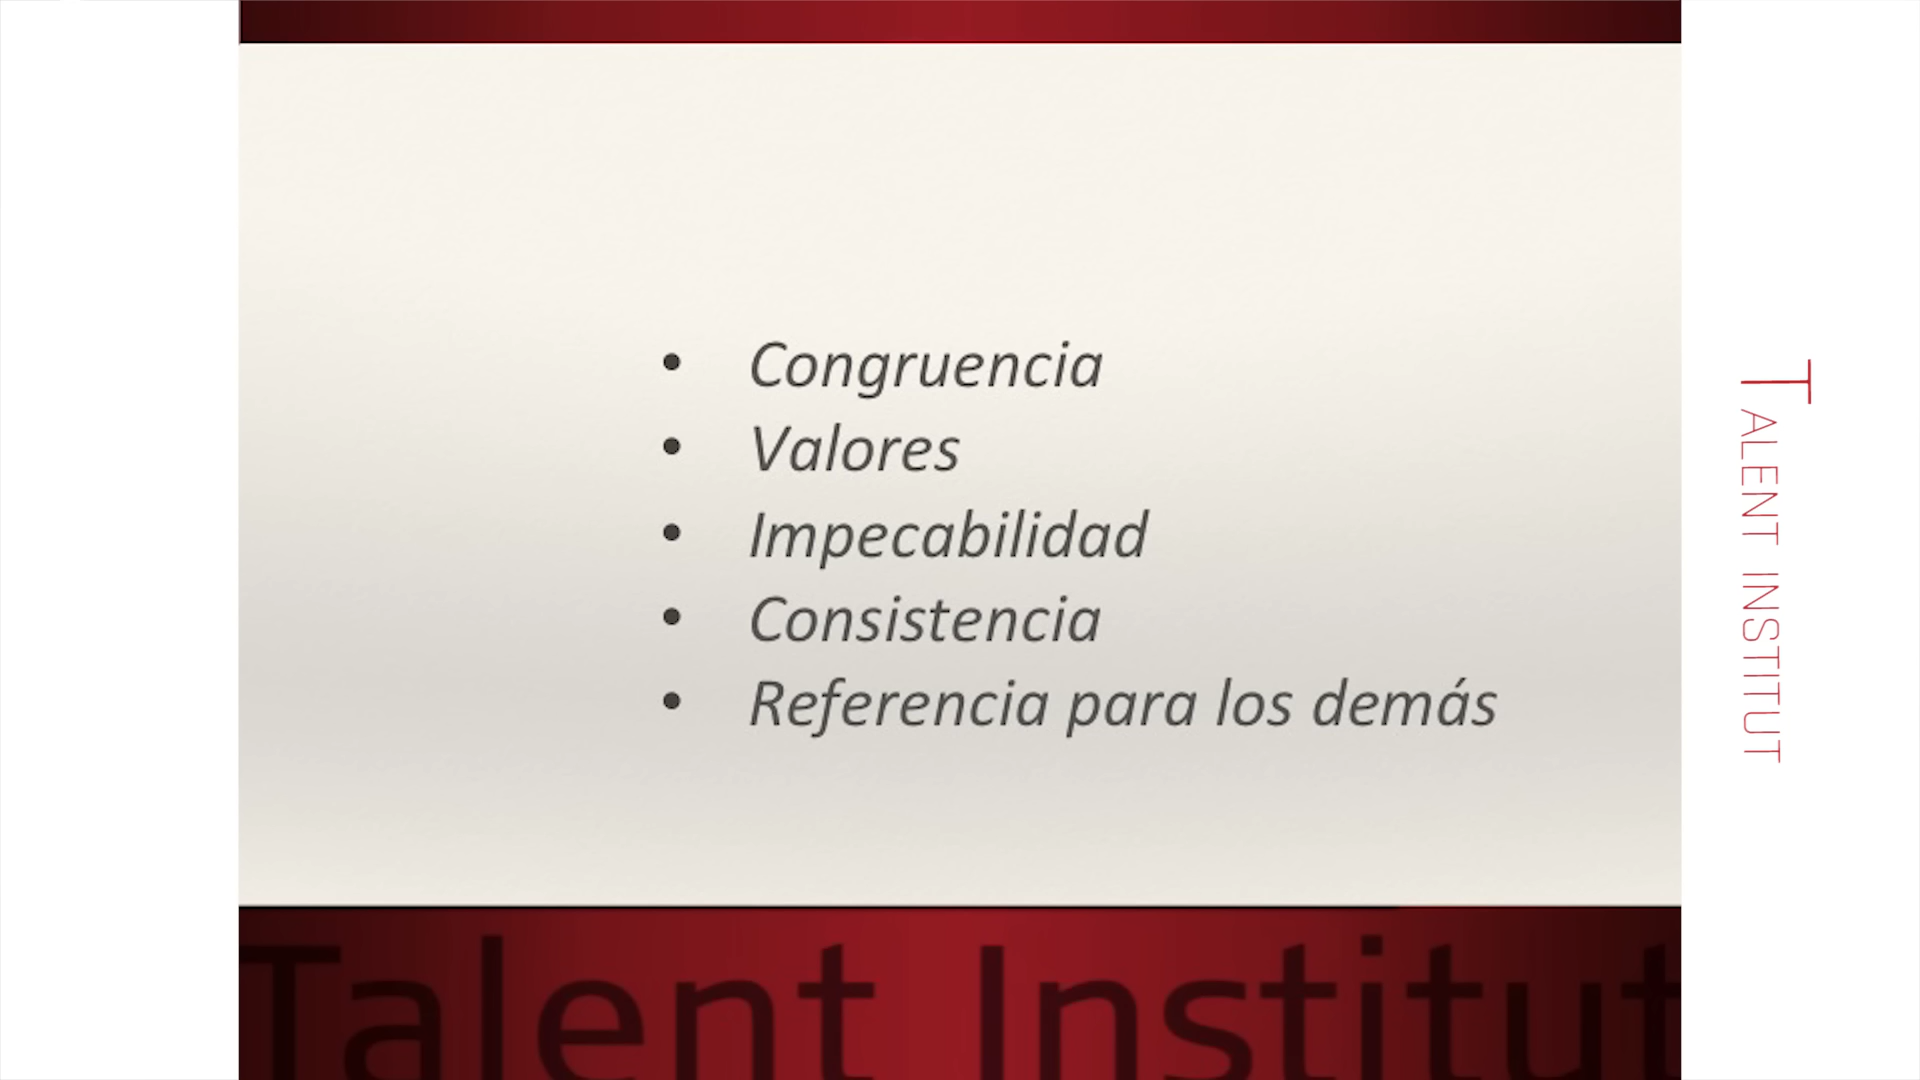 • Congruencia
• Valores
• Impecabilidad
• Consistencia
• Referencia para los demás
TALENT INSTITUT
Talent Institut